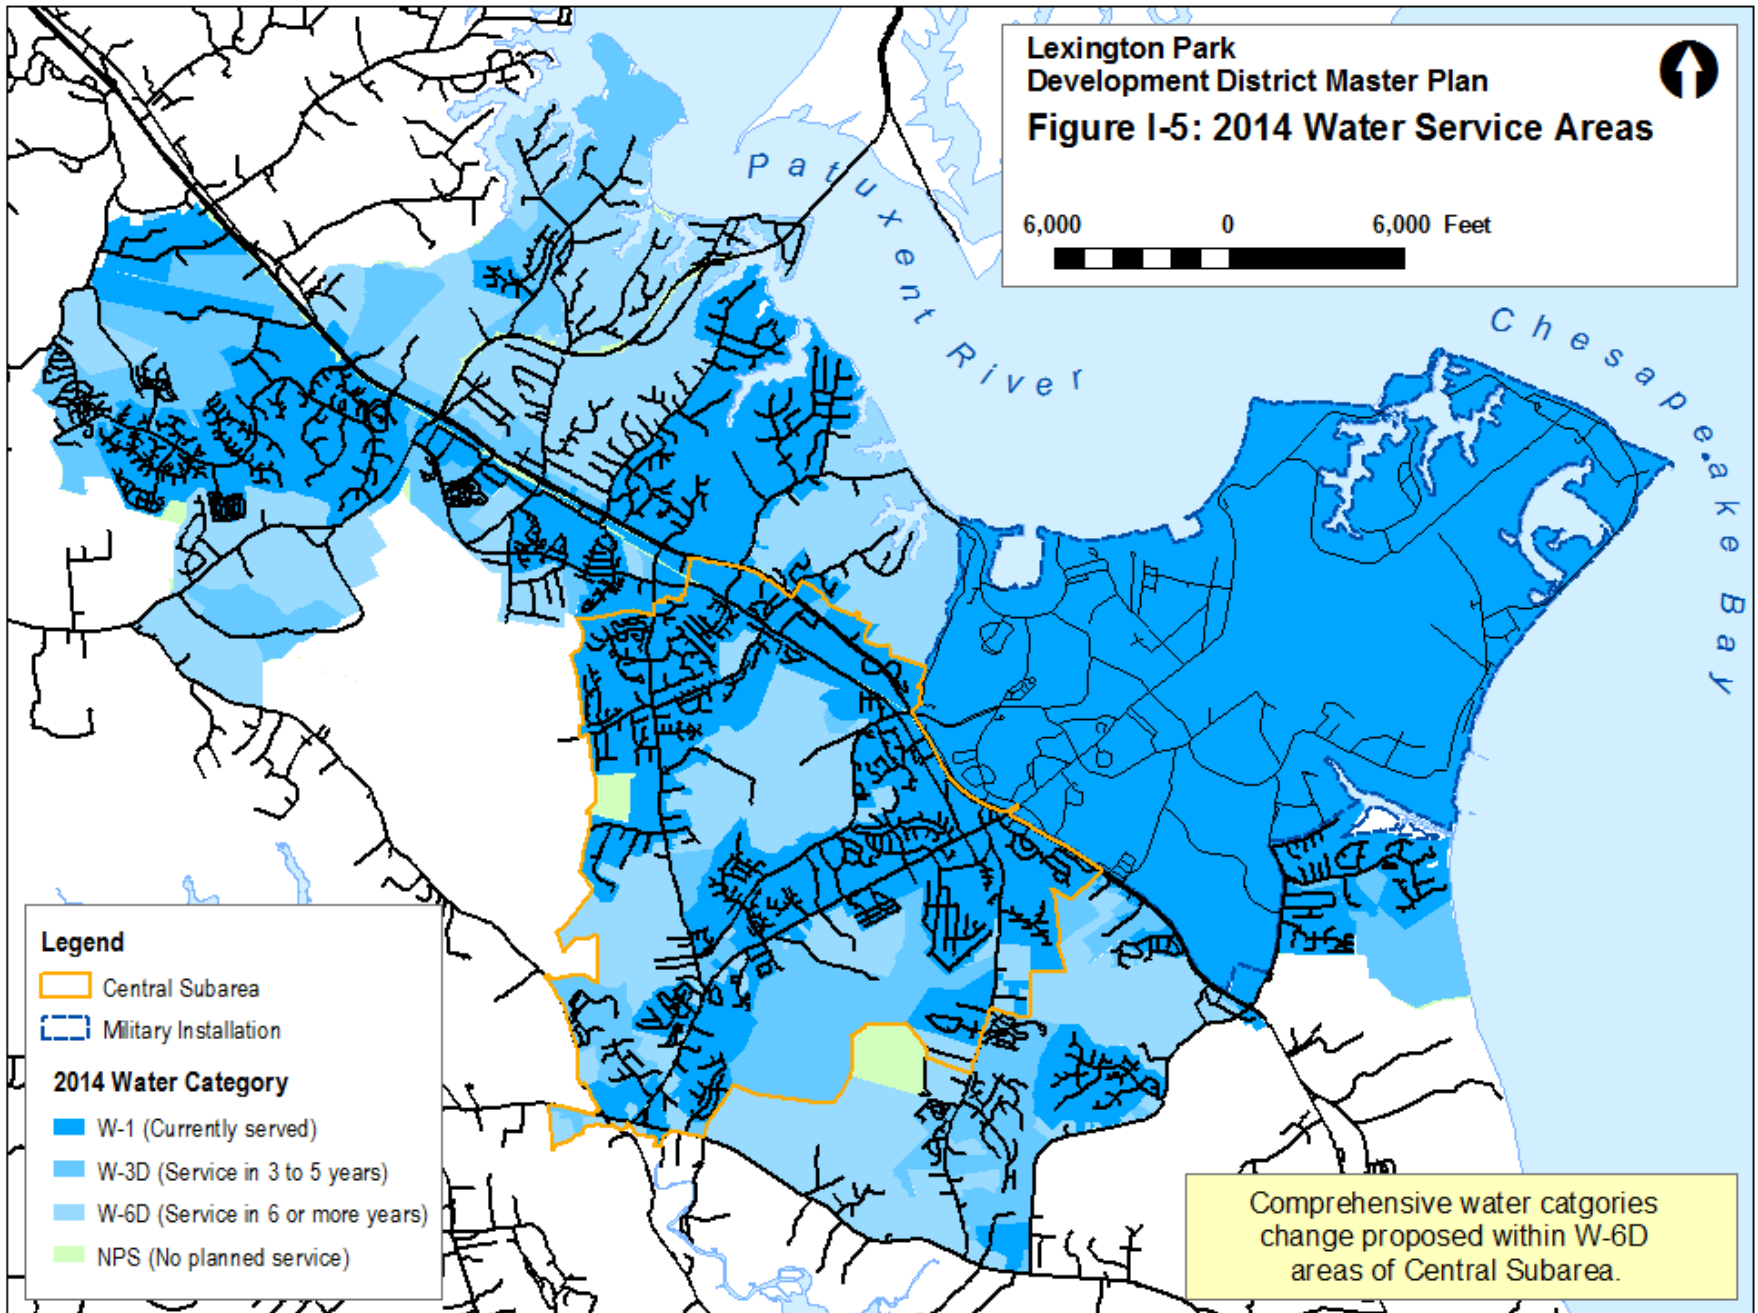 Lexington Park
Development District Master Plan
Figure I-5: 2014 Water Service Areas
6,000 0 6,000 Feet
Patuxent River
Chesapeake Bay
Legend
Central Subarea
Military Installation
2014 Water Category
W-1 (Currently served)
W-3D (Service in 3 to 5 years)
W-6D (Service in 6 or more years)
NPS (No planned service)
Comprehensive water catgories
change proposed within W-6D
areas of Central Subarea.